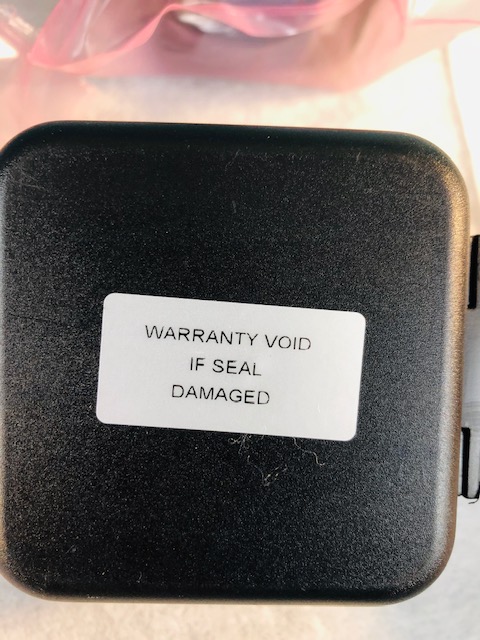 WARRANTY VOID
IF SEAL
DAMAGED